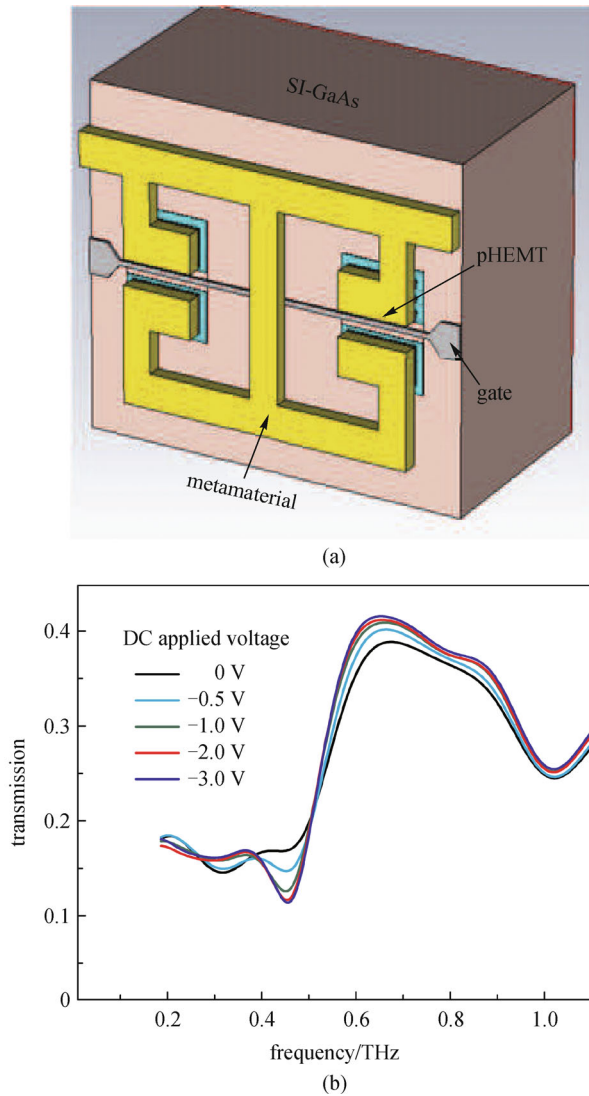 SI-GaAs
pHEMT
gate
metamaterial
(a)
DC applied voltage
0 V
−0.5 V
−1.0 V
−2.0 V
−3.0 V
0.4
0.3
0.2
0.1
0
transmission
0.2 0.4 0.6 0.8 1.0
frequency/THz
(b)